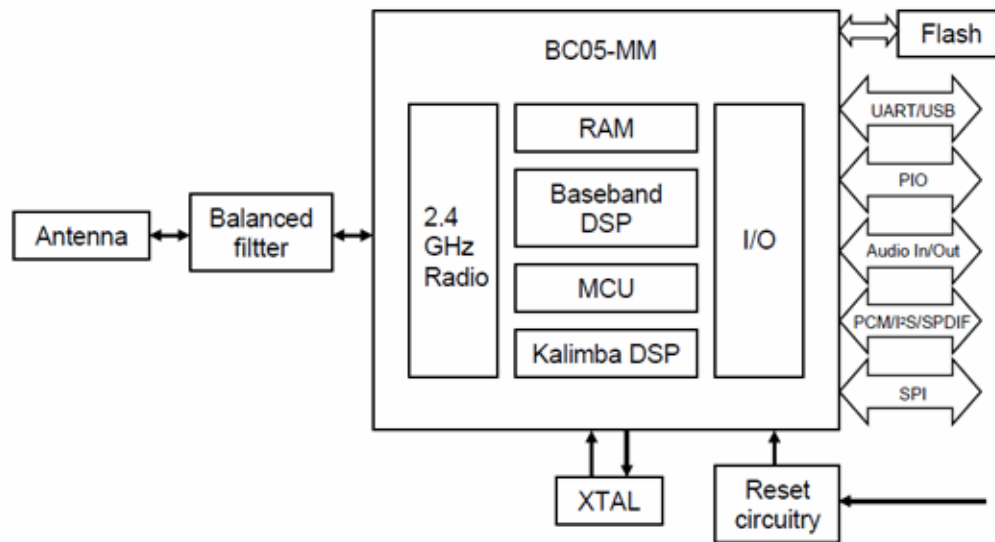 BC05-MM
Flash
RAM
Baseband
DSP
MCU
Kalimba DSP
2.4
GHz
Radio
I/O
Antenna
Balanced
filtter
UART/USB
PIO
Audio In/Out
PCM/I²S/SPDIF
SPI
XTAL
Reset
circuitry